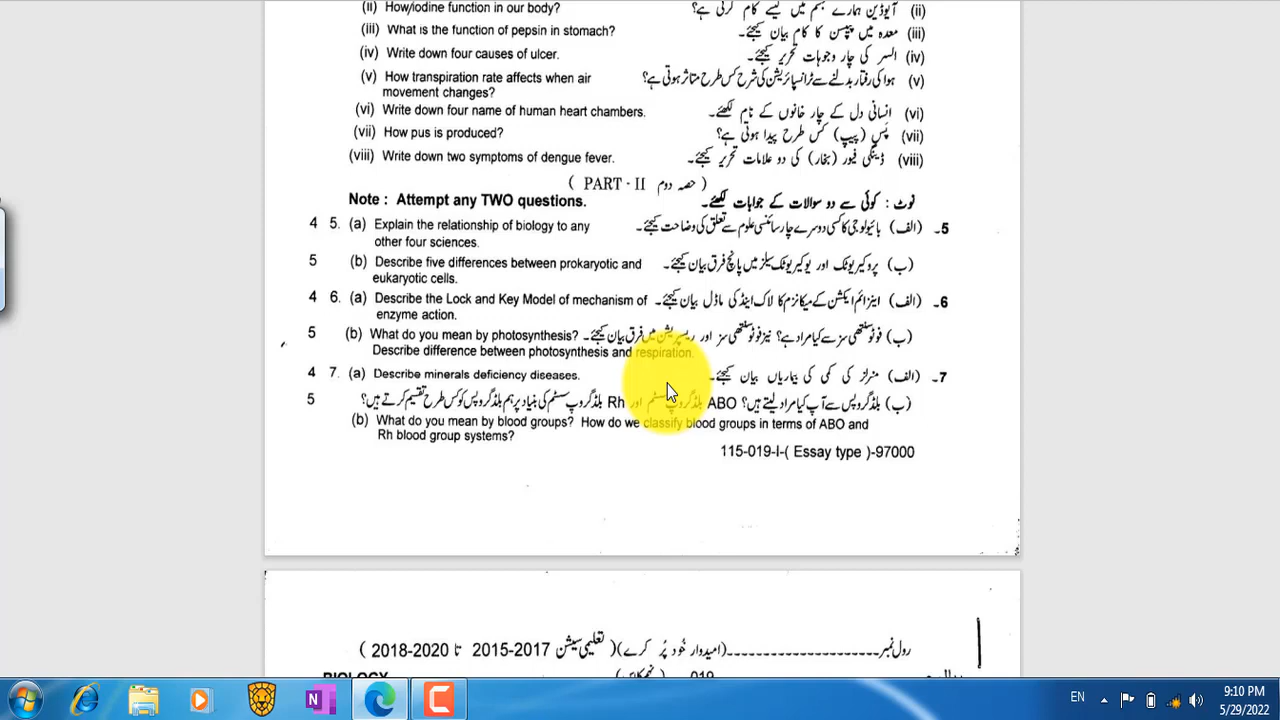 (ii) How/iodine function in our body? آیوڈین ہمارے جسم میں کیسے کام کرتی ہے؟ (ii)
(iii) What is the function of pepsin in stomach? معدہ میں پیپسن کا کام بیان کیجئے۔ (iii)
(iv) Write down four causes of ulcer. السر کی چار وجوہات تحریر کیجئے۔ (iv)
(v) How transpiration rate affects when air ہوا کی رفتار بدلنے سے ٹرانسپائریشن کی شرح کس طرح متاثر ہوتی ہے؟ (v)
movement changes?
(vi) Write down four name of human heart chambers. انسانی دل کے چار خانوں کے نام لکھئے۔ (vi)
(vii) How pus is produced? پَس (پیپ) کس طرح پیدا ہوتی ہے؟ (vii)
(viii) Write down two symptoms of dengue fever. ڈینگی فیور (بخار) کی دو علامات تحریر کیجئے۔ (viii)
( PART - II حصہ دوم )
Note : Attempt any TWO questions. نوٹ : کوئی سے دو سوالات کے جوابات لکھئے۔
4 5. (a) Explain the relationship of biology to any (الف) بائیولوجی کا کسی دوسرے چار سائنسی علوم سے تعلق کی وضاحت کیجئے۔ 5۔
other four sciences.
5 (b) Describe five differences between prokaryotic and (ب) پروکیریوٹک اور یوکیریوٹک سیلز میں پانچ فرق بیان کیجئے۔
eukaryotic cells.
4 6. (a) Describe the Lock and Key Model of mechanism of (الف) اینزائم ایکشن کے میکانزم کا لاک اینڈ کی ماڈل بیان کیجئے۔ 6۔
enzyme action.
5 (b) What do you mean by photosynthesis? (ب) فوٹوسنتھی سز سے کیا مراد ہے؟ نیز فوٹوسنتھی سز اور ریسپریشن میں فرق بیان کیجئے۔
Describe difference between photosynthesis and respiration.
4 7. (a) Describe minerals deficiency diseases. (الف) منرلز کی کمی کی بیماریاں بیان کیجئے۔ 7۔
5 (ب) بلڈ گروپس سے آپ کیا مراد لیتے ہیں؟ ABO بلڈ گروپ سسٹم اور Rh بلڈ گروپ سسٹم کی بنیاد پر ہم بلڈ گروپس کو کس طرح تقسیم کرتے ہیں؟
(b) What do you mean by blood groups? How do we classify blood groups in terms of ABO and
Rh blood group systems?
115-019-I-( Essay type )-97000
رول نمبر (امیدوار خود پُر کرے) (تعلیمی سیشن 2015-2017 تا 2018-2020 )
BIOLOGY 019
EN
9:10 PM
5/29/2022